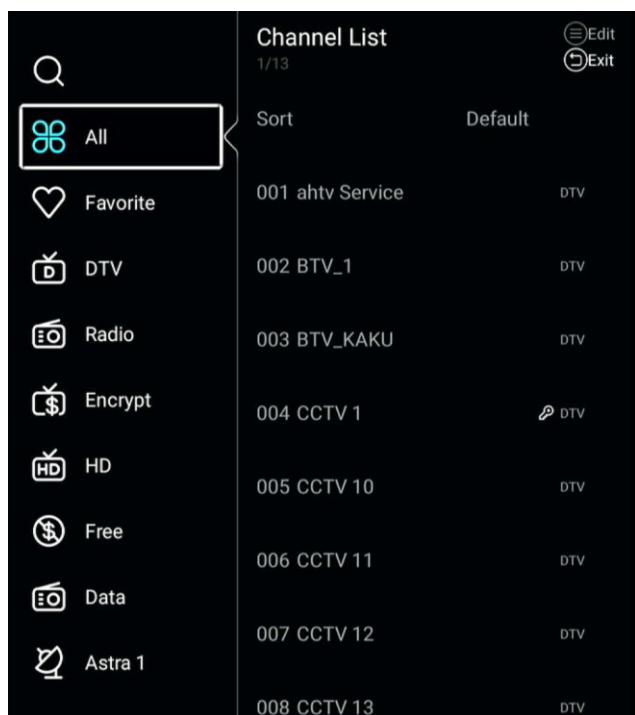 Channel List
1/13
Edit
Exit
Sort Default
All
Favorite
D DTV
Radio
$ Encrypt
HD HD
$ Free
Data
Astra 1
001 ahtv Service DTV
002 BTV_1 DTV
003 BTV_KAKU DTV
004 CCTV 1 DTV
005 CCTV 10 DTV
006 CCTV 11 DTV
007 CCTV 12 DTV
008 CCTV 13 DTV